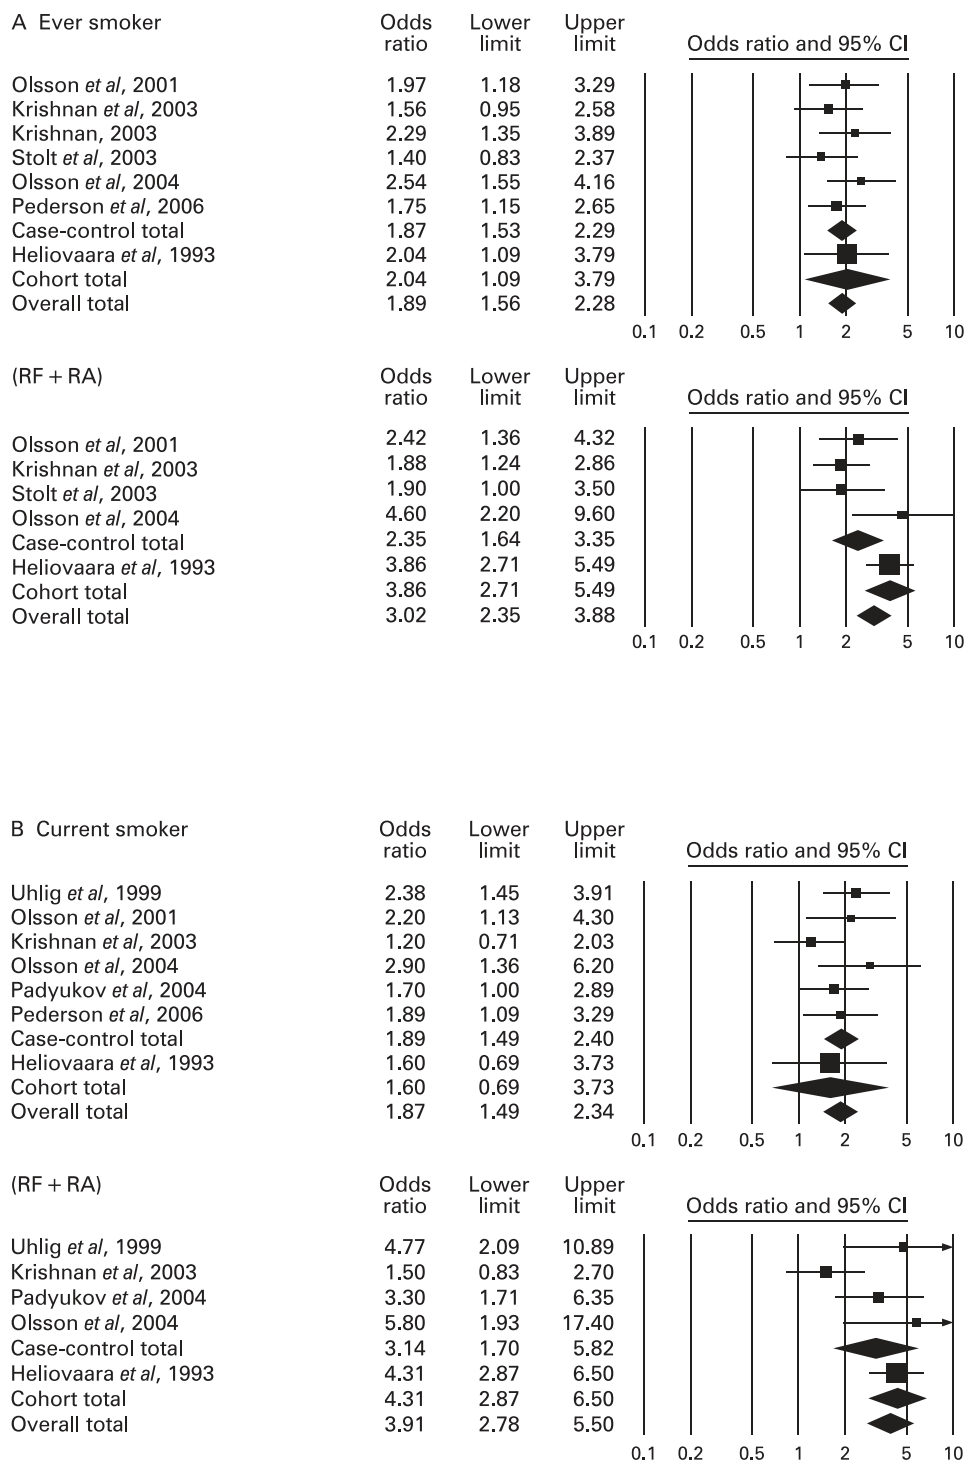 A Ever smoker Odds ratio Lower limit Upper limit Odds ratio and 95% CI
Olsson et al, 2001 1.97 1.18 3.29
Krishnan et al, 2003 1.56 0.95 2.58
Krishnan, 2003 2.29 1.35 3.89
Stolt et al, 2003 1.40 0.83 2.37
Olsson et al, 2004 2.54 1.55 4.16
Pederson et al, 2006 1.75 1.15 2.65
Case-control total 1.87 1.53 2.29
Heliovaara et al, 1993 2.04 1.09 3.79
Cohort total 2.04 1.09 3.79
Overall total 1.89 1.56 2.28
0.1 0.2 0.5 1 2 5 10
(RF + RA) Odds ratio Lower limit Upper limit Odds ratio and 95% CI
Olsson et al, 2001 2.42 1.36 4.32
Krishnan et al, 2003 1.88 1.24 2.86
Stolt et al, 2003 1.90 1.00 3.50
Olsson et al, 2004 4.60 2.20 9.60
Case-control total 2.35 1.64 3.35
Heliovaara et al, 1993 3.86 2.71 5.49
Cohort total 3.86 2.71 5.49
Overall total 3.02 2.35 3.88
0.1 0.2 0.5 1 2 5 10
B Current smoker Odds ratio Lower limit Upper limit Odds ratio and 95% CI
Uhlig et al, 1999 2.38 1.45 3.91
Olsson et al, 2001 2.20 1.13 4.30
Krishnan et al, 2003 1.20 0.71 2.03
Olsson et al, 2004 2.90 1.36 6.20
Padyukov et al, 2004 1.70 1.00 2.89
Pederson et al, 2006 1.89 1.09 3.29
Case-control total 1.89 1.49 2.40
Heliovaara et al, 1993 1.60 0.69 3.73
Cohort total 1.60 0.69 3.73
Overall total 1.87 1.49 2.34
0.1 0.2 0.5 1 2 5 10
(RF + RA) Odds ratio Lower limit Upper limit Odds ratio and 95% CI
Uhlig et al, 1999 4.77 2.09 10.89
Krishnan et al, 2003 1.50 0.83 2.70
Padyukov et al, 2004 3.30 1.71 6.35
Olsson et al, 2004 5.80 1.93 17.40
Case-control total 3.14 1.70 5.82
Heliovaara et al, 1993 4.31 2.87 6.50
Cohort total 4.31 2.87 6.50
Overall total 3.91 2.78 5.50
0.1 0.2 0.5 1 2 5 10